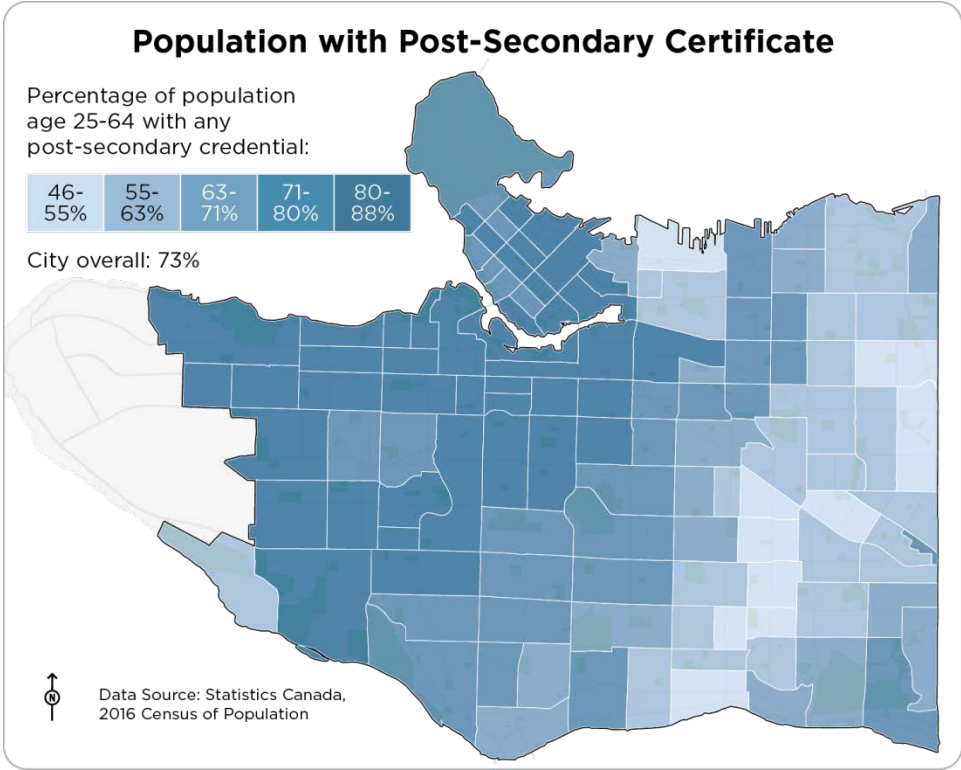 Population with Post-Secondary Certificate
Percentage of population
age 25-64 with any
post-secondary credential:
46-
55%
55-
63%
63-
71%
71-
80%
80-
88%
City overall: 73%
N
Data Source: Statistics Canada,
2016 Census of Population